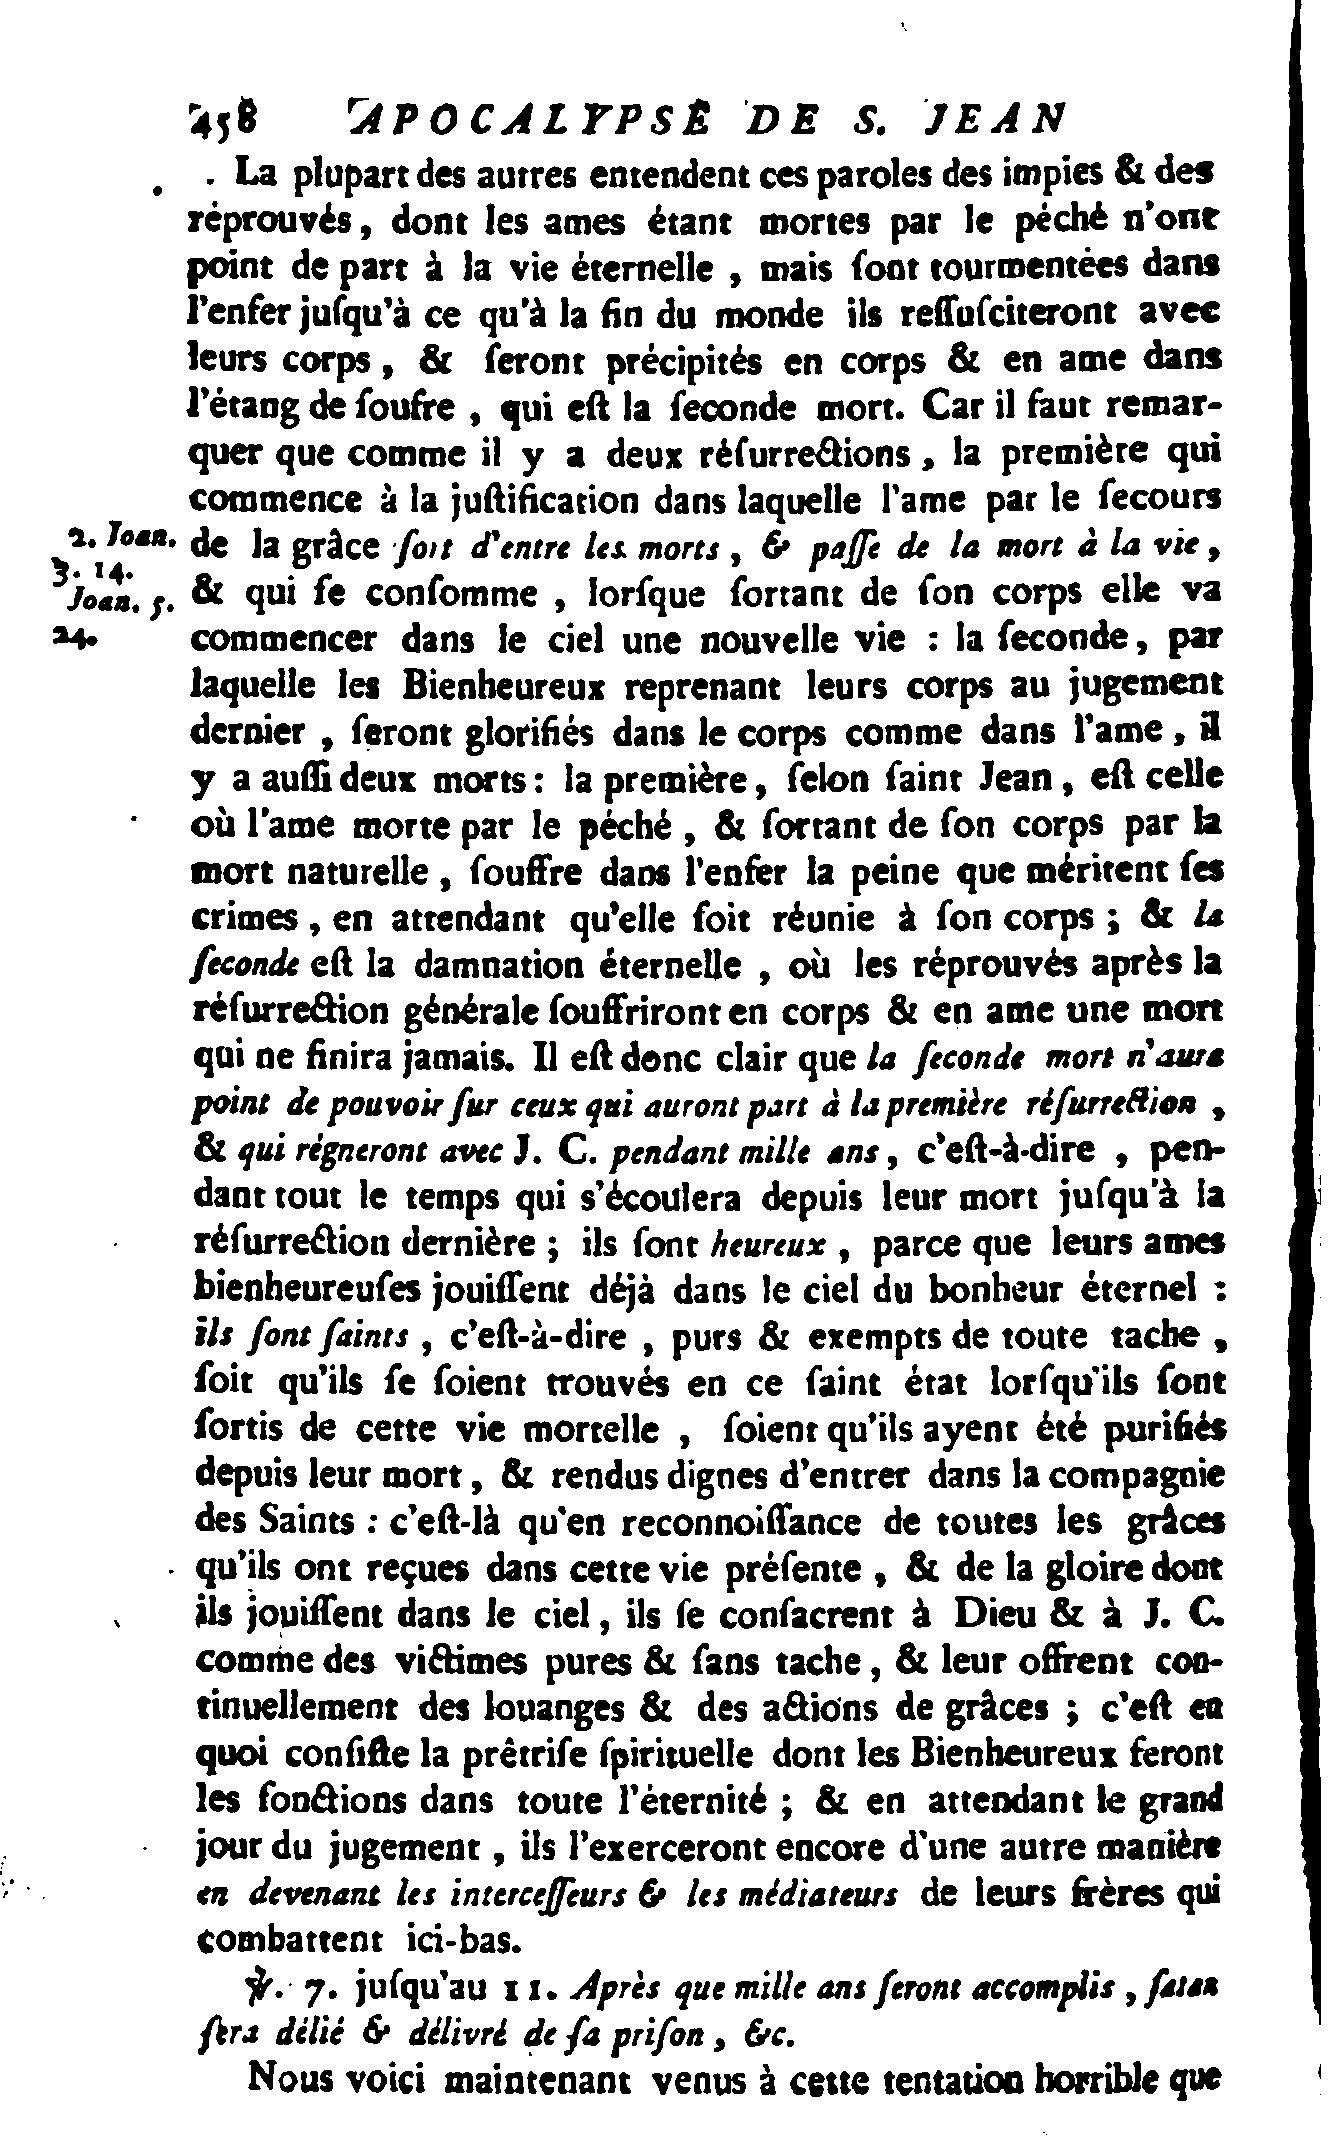 458 APOCALYPSE DE S. JEAN
La plupart des autres entendent ces paroles des impies & des
réprouvés, dont les ames étant mortes par le péché n'ont
point de part à la vie éternelle, mais ſont tourmentées dans
l'enfer juſqu'à ce qu'à la fin du monde ils reſſuſciteront avec
leurs corps, & ſeront précipités en corps & en ame dans
l'étang de ſoufre, qui eſt la ſeconde mort. Car il faut remar-
quer que comme il y a deux réſurrections, la première qui
commence à la juſtification dans laquelle l'ame par le ſecours
2. Joan. 3. 14. de la grâce ſort d'entre les morts, & paſſe de la mort à la vie,
Joan. 5. 24. & qui ſe conſomme, lorſque ſortant de ſon corps elle va
commencer dans le ciel une nouvelle vie : la ſeconde, par
laquelle les Bienheureux reprenant leurs corps au jugement
dernier, ſeront glorifiés dans le corps comme dans l'ame, il
y a auſſi deux morts : la première, ſelon ſaint Jean, eſt celle
où l'ame morte par le péché, & ſortant de ſon corps par la
mort naturelle, ſouffre dans l'enfer la peine que méritent ſes
crimes, en attendant qu'elle ſoit réunie à ſon corps ; & la
ſeconde eſt la damnation éternelle, où les réprouvés après la
réſurrection générale ſouffriront en corps & en ame une mort
qui ne finira jamais. Il eſt donc clair que la ſeconde mort n'aura
point de pouvoir ſur ceux qui auront part à la première réſurrection,
& qui régneront avec J. C. pendant mille ans, c'eſt-à-dire, pen-
dant tout le temps qui s'écoulera depuis leur mort juſqu'à la
réſurrection dernière ; ils ſont heureux, parce que leurs ames
bienheureuſes jouiſſent déjà dans le ciel du bonheur éternel :
ils ſont ſaints, c'eſt-à-dire, purs & exempts de toute tache,
ſoit qu'ils ſe ſoient trouvés en ce ſaint état lorſqu'ils ſont
ſortis de cette vie mortelle, ſoient qu'ils ayent été purifiés
depuis leur mort, & rendus dignes d'entrer dans la compagnie
des Saints : c'eſt-là qu'en reconnoiſſance de toutes les grâces
qu'ils ont reçues dans cette vie préſente, & de la gloire dont
ils jouiſſent dans le ciel, ils ſe conſacrent à Dieu & à J. C.
comme des victimes pures & ſans tache, & leur offrent con-
tinuellement des louanges & des actions de grâces ; c'eſt en
quoi conſiſte la prêtriſe ſpirituelle dont les Bienheureux feront
les fonctions dans toute l'éternité ; & en attendant le grand
jour du jugement, ils l'exerceront encore d'une autre manière
en devenant les interceſſeurs & les médiateurs de leurs frères qui
combattent ici-bas.
℣. 7. juſqu'au 11. Après que mille ans ſeront accomplis, ſatan
ſera délié & délivré de ſa priſon, &c.
Nous voici maintenant venus à cette tentation horrible que